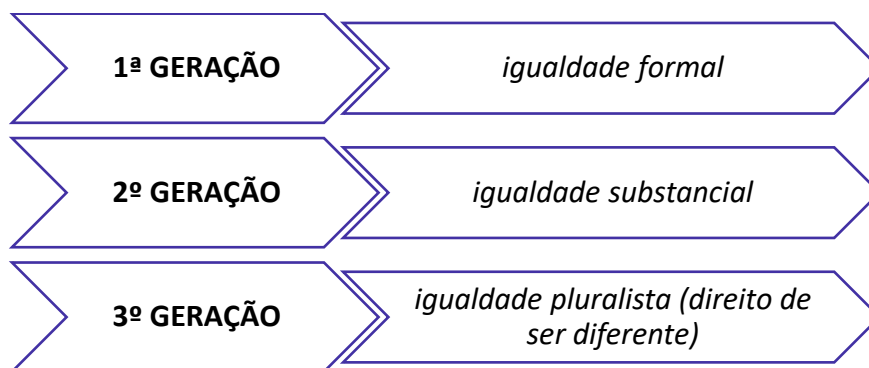 1ª GERAÇÃO
igualdade formal
2º GERAÇÃO
igualdade substancial
3º GERAÇÃO
igualdade pluralista (direito de
ser diferente)